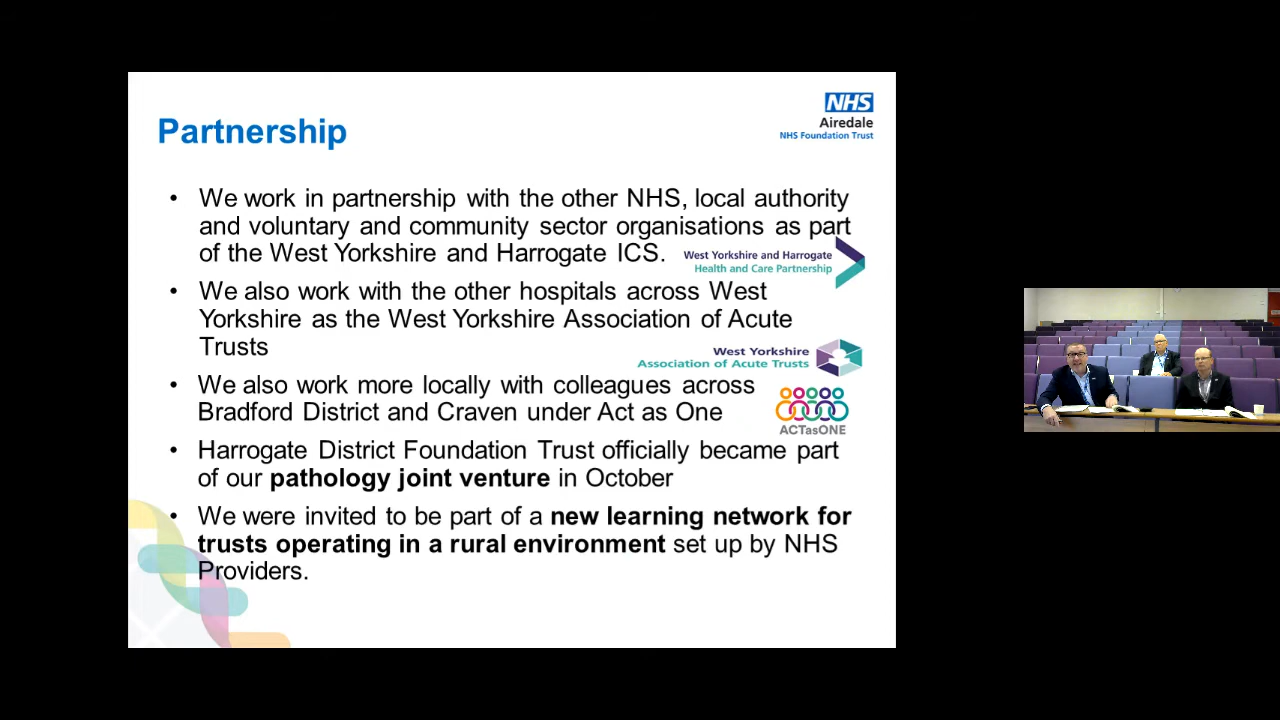 NHS
Airedale
NHS Foundation Trust
Partnership
• We work in partnership with the other NHS, local authority
and voluntary and community sector organisations as part
of the West Yorkshire and Harrogate ICS.
West Yorkshire and Harrogate
Health and Care Partnership
• We also work with the other hospitals across West
Yorkshire as the West Yorkshire Association of Acute
Trusts
West Yorkshire
Association of Acute Trusts
• We also work more locally with colleagues across
Bradford District and Craven under Act as One
ACTasONE
• Harrogate District Foundation Trust officially became part
of our pathology joint venture in October
• We were invited to be part of a new learning network for
trusts operating in a rural environment set up by NHS
Providers.